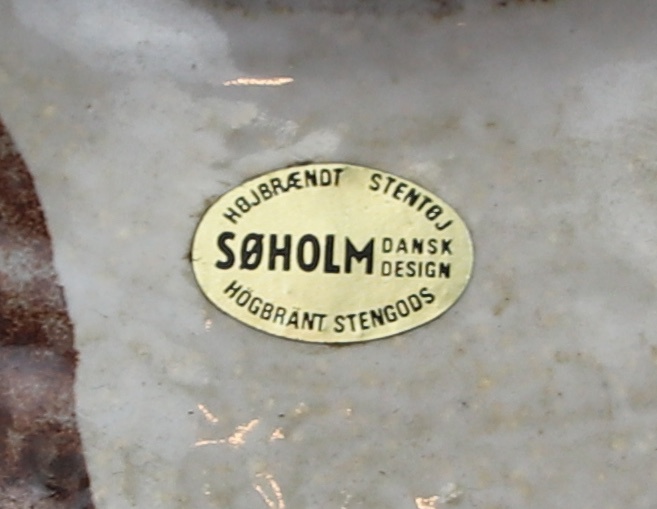 HØJBRÆNDT STENTØJ
SØHOLM
DANSK
DESIGN
HÖGBRÄNT STENGODS